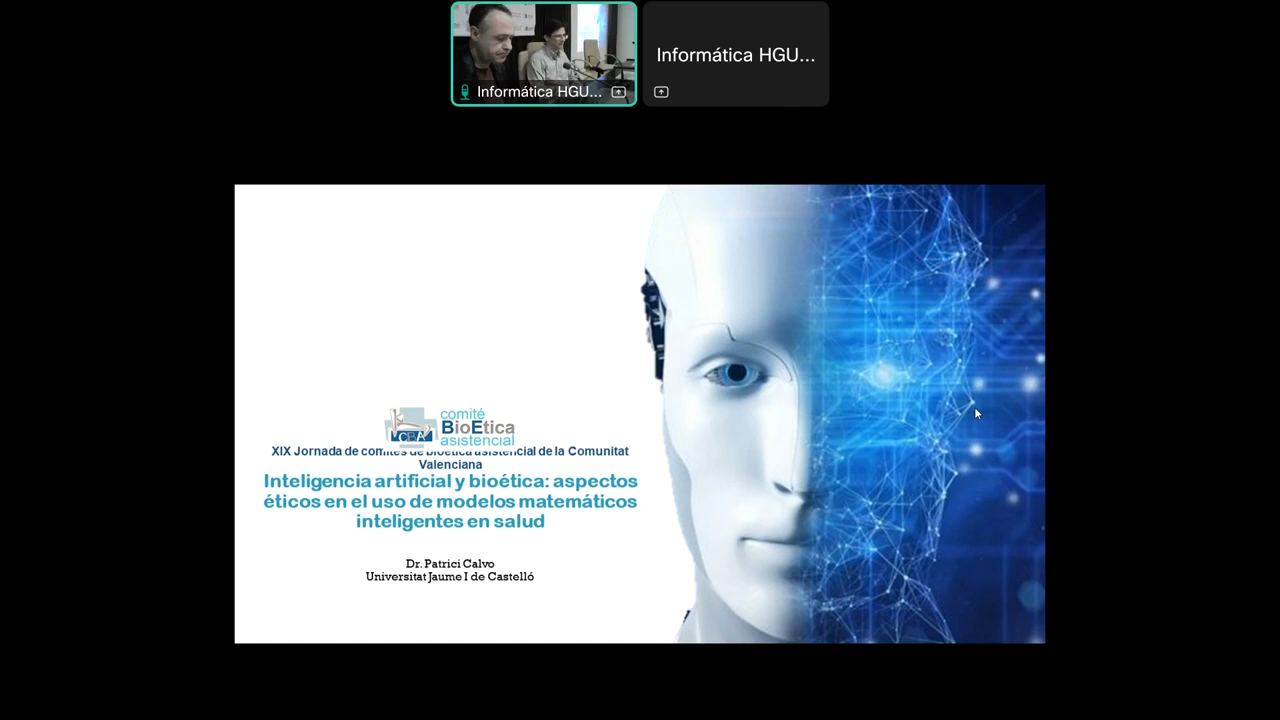 Informática HGU...
Informática HGU...
comité
BioEtica
asistencial
CEBA
XIX Jornada de comités de bioética asistencial de la Comunitat
Valenciana
Inteligencia artificial y bioética: aspectos
éticos en el uso de modelos matemáticos
inteligentes en salud
Dr. Patrici Calvo
Universitat Jaume I de Castelló